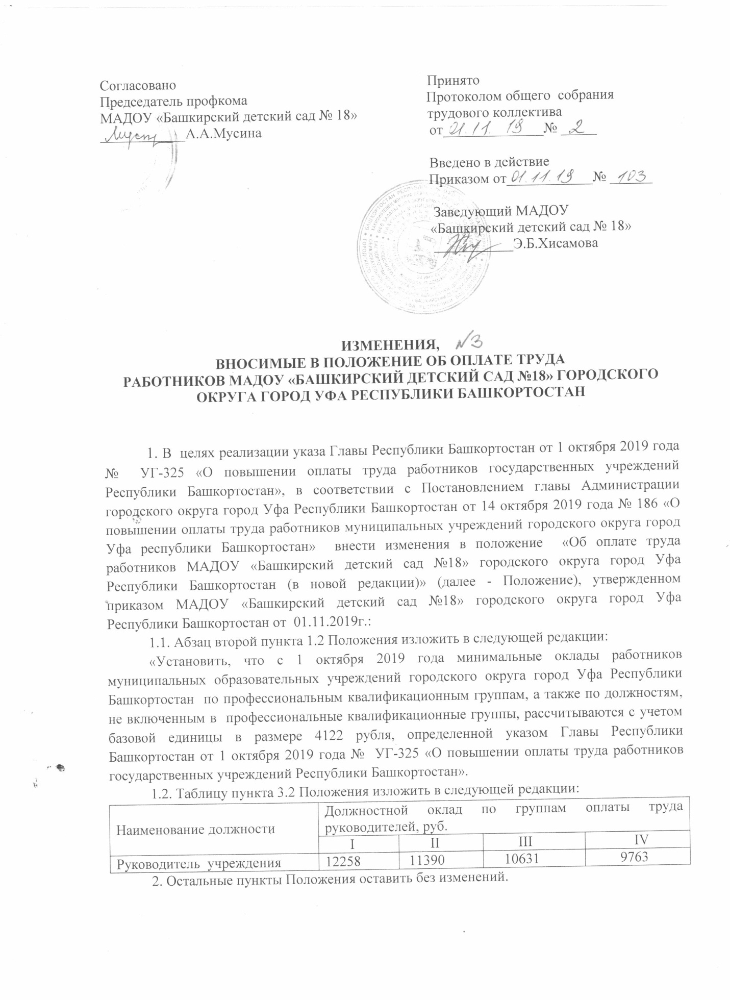 Согласовано
Председатель профкома
МАДОУ «Башкирский детский сад № 18»
А.А.Мусина
Принято
Протоколом общего собрания
трудового коллектива
от 01.11. 19 № 2
Введено в действие
Приказом от 01.11.19 № 103
Заведующий МАДОУ
«Башкирский детский сад № 18»
Э.Б.Хисамова
ИЗМЕНЕНИЯ, №3
ВНОСИМЫЕ В ПОЛОЖЕНИЕ ОБ ОПЛАТЕ ТРУДА
РАБОТНИКОВ МАДОУ «БАШКИРСКИЙ ДЕТСКИЙ САД №18» ГОРОДСКОГО
ОКРУГА ГОРОД УФА РЕСПУБЛИКИ БАШКОРТОСТАН
1. В целях реализации указа Главы Республики Башкортостан от 1 октября 2019 года
№ УГ-325 «О повышении оплаты труда работников государственных учреждений
Республики Башкортостан», в соответствии с Постановлением главы Администрации
городского округа город Уфа Республики Башкортостан от 14 октября 2019 года № 186 «О
повышении оплаты труда работников муниципальных учреждений городского округа город
Уфа республики Башкортостан» внести изменения в положение «Об оплате труда
работников МАДОУ «Башкирский детский сад №18» городского округа город Уфа
Республики Башкортостан (в новой редакции)» (далее - Положение), утвержденном
приказом МАДОУ «Башкирский детский сад №18» городского округа город Уфа
Республики Башкортостан от 01.11.2019г.:
1.1. Абзац второй пункта 1.2 Положения изложить в следующей редакции:
«Установить, что с 1 октября 2019 года минимальные оклады работников
муниципальных образовательных учреждений городского округа город Уфа Республики
Башкортостан по профессиональным квалификационным группам, а также по должностям,
не включенным в профессиональные квалификационные группы, рассчитываются с учетом
базовой единицы в размере 4122 рубля, определенной указом Главы Республики
Башкортостан от 1 октября 2019 года № УГ-325 «О повышении оплаты труда работников
государственных учреждений Республики Башкортостан».
1.2. Таблицу пункта 3.2 Положения изложить в следующей редакции:
Наименование должности
Должностной оклад по группам оплаты труда
руководителей, руб.
I II III IV
Руководитель учреждения 12258 11390 10631 9763
2. Остальные пункты Положения оставить без изменений.